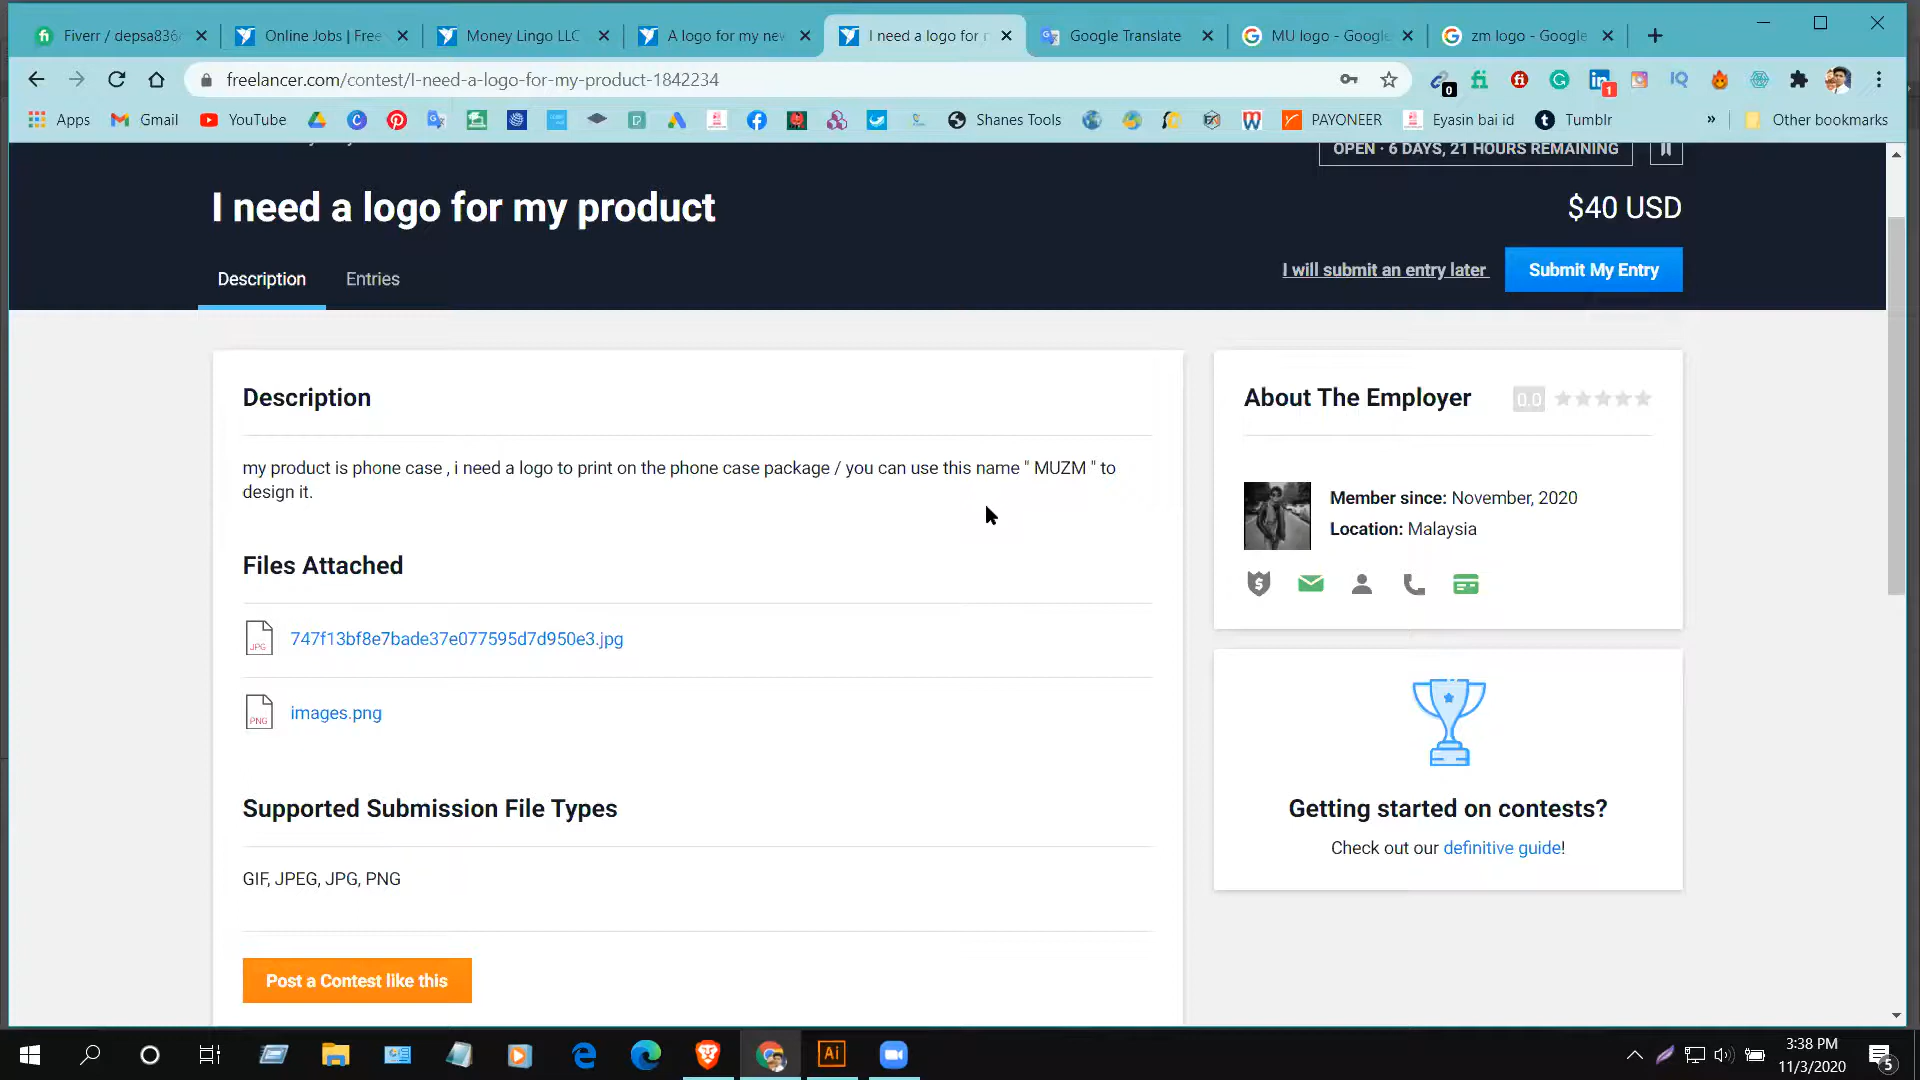 Fiverr / depsa836
Online Jobs | Free
Money Lingo LLC
A logo for my new
I need a logo for
Google Translate
MU logo - Google
zm logo - Google
freelancer.com/contest/I-need-a-logo-for-my-product-1842234
0
1
Apps
Gmail
YouTube
Shanes Tools
PAYONEER
Eyasin bai id
Tumblr
»
Other bookmarks
OPEN · 6 DAYS, 21 HOURS REMAINING
I need a logo for my product
$40 USD
Description
Entries
I will submit an entry later
Submit My Entry
Description
my product is phone case , i need a logo to print on the phone case package / you can use this name " MUZM " to
design it.
Files Attached
JPG
747f13bf8e7bade37e077595d7d950e3.jpg
PNG
images.png
Supported Submission File Types
GIF, JPEG, JPG, PNG
Post a Contest like this
About The Employer
0.0
Member since: November, 2020
Location: Malaysia
Getting started on contests?
Check out our definitive guide!
Ai
3:38 PM
11/3/2020
5